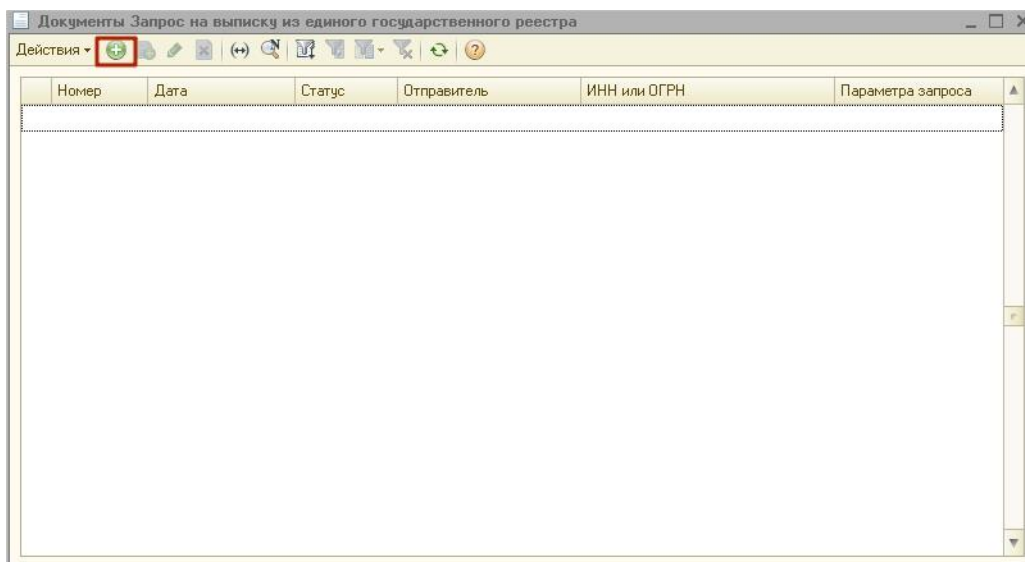 Документы Запрос на выписку из единого государственного реестра
Действия
Номер Дата Статус Отправитель ИНН или ОГРН Параметра запроса